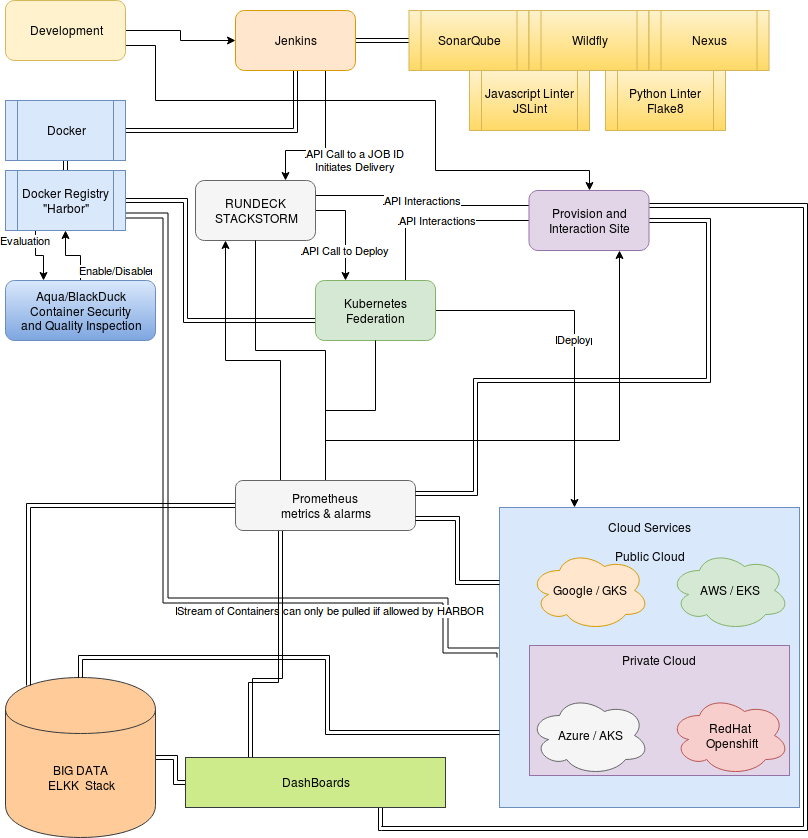 Development
Jenkins
SonarQube
Wildfly
Nexus
Javascript Linter
JSLint
Python Linter
Flake8
Docker
Docker Registry
"Harbor"
.API Call to a JOB ID
Initiates Delivery
RUNDECK
STACKSTORM
.API Interactions
.API Interactions
Provision and
Interaction Site
Evaluation
Enable/Disable
.API Call to Deploy
Aqua/BlackDuck
Container Security
and Quality Inspection
Kubernetes
Federation
Deploy
Prometheus
metrics & alarms
Cloud Services
Public Cloud
Google / GKS
AWS / EKS
Stream of Containers can only be pulled iif allowed by HARBOR
Private Cloud
Azure / AKS
RedHat
Openshift
BIG DATA
ELKK Stack
DashBoards